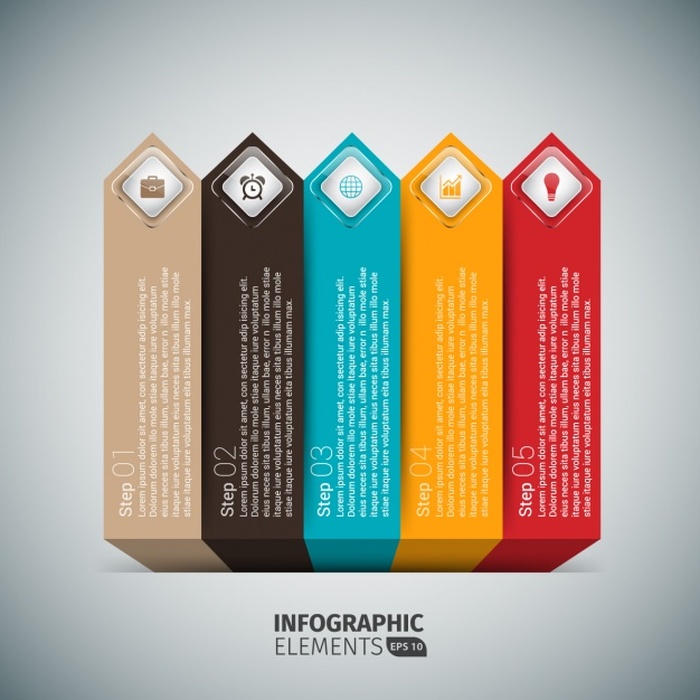 Step 01
Lorem ipsum dolor sit amet, con sectetur adip isicing elit.
Dolorum dolorem illo mole stiae itaque iure voluptatum
eius neces sita tibus illum, ullam bae, error n illo mole stiae
itaque iure voluptatum eius neces sita tibus illum illo mole
stiae itaque iure voluptatum eita tibus illumam max.
Step 02
Lorem ipsum dolor sit amet, con sectetur adip isicing elit.
Dolorum dolorem illo mole stiae itaque iure voluptatum
eius neces sita tibus illum, ullam bae, error n illo mole stiae
itaque iure voluptatum eius neces sita tibus illum illo mole
stiae itaque iure voluptatum eita tibus illumam max.
Step 03
Lorem ipsum dolor sit amet, con sectetur adip isicing elit.
Dolorum dolorem illo mole stiae itaque iure voluptatum
eius neces sita tibus illum, ullam bae, error n illo mole stiae
itaque iure voluptatum eius neces sita tibus illum illo mole
stiae itaque iure voluptatum eita tibus illumam max.
Step 04
Lorem ipsum dolor sit amet, con sectetur adip isicing elit.
Dolorum dolorem illo mole stiae itaque iure voluptatum
eius neces sita tibus illum, ullam bae, error n illo mole stiae
itaque iure voluptatum eius neces sita tibus illum illo mole
stiae itaque iure voluptatum eita tibus illumam max.
Step 05
Lorem ipsum dolor sit amet, con sectetur adip isicing elit.
Dolorum dolorem illo mole stiae itaque iure voluptatum
eius neces sita tibus illum, ullam bae, error n illo mole stiae
itaque iure voluptatum eius neces sita tibus illum illo mole
stiae itaque iure voluptatum eita tibus illumam max.
INFOGRAPHIC
ELEMENTS EPS 10